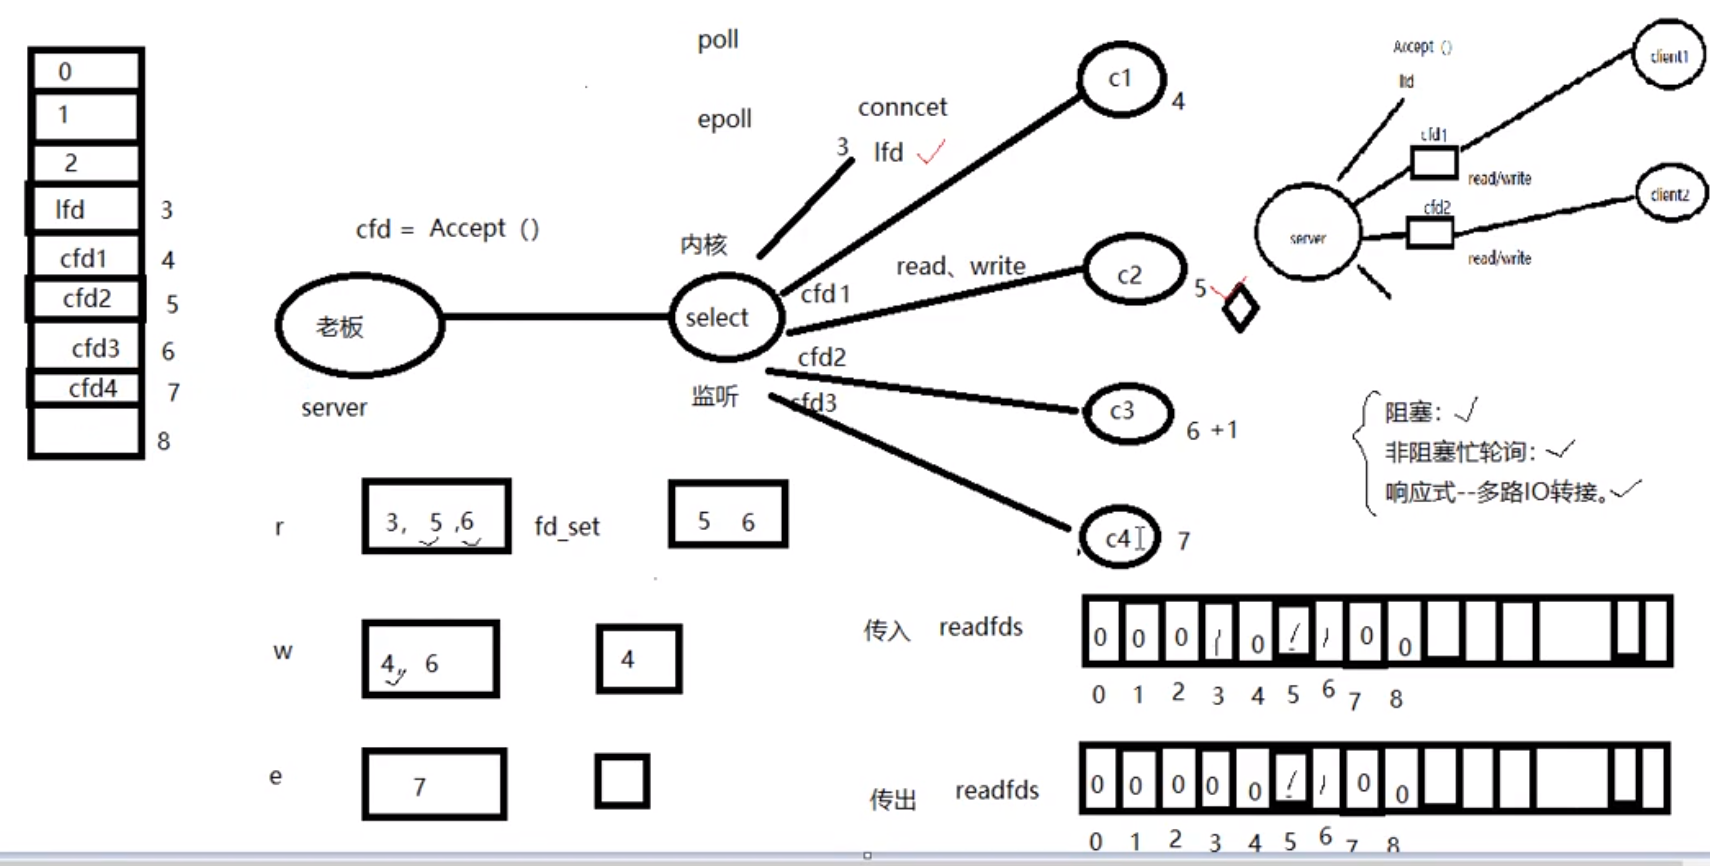 0
1
2
lfd 3
cfd1 4
cfd2 5
cfd3 6
cfd4 7
8
cfd = Accept ()
老板
server
poll
epoll
conncet
3 lfd
内核
select
监听
cfd1
read、write
cfd2
cfd3
c1 4
c2 5
c3 6 +1
c4 7
Accept ()
lfd
server
cfd1
read/write
cfd2
read/write
client1
client2
阻塞:
非阻塞忙轮询:
响应式--多路IO转接。
r 3, 5 ,6 fd_set 5 6
w 4,, 6 4
e 7
传入 readfds 0 0 0 1 0 1 1 0 0
0 1 2 3 4 5 6 7 8
传出 readfds 0 0 0 0 0 1 1 0 0
0 1 2 3 4 5 6 7 8